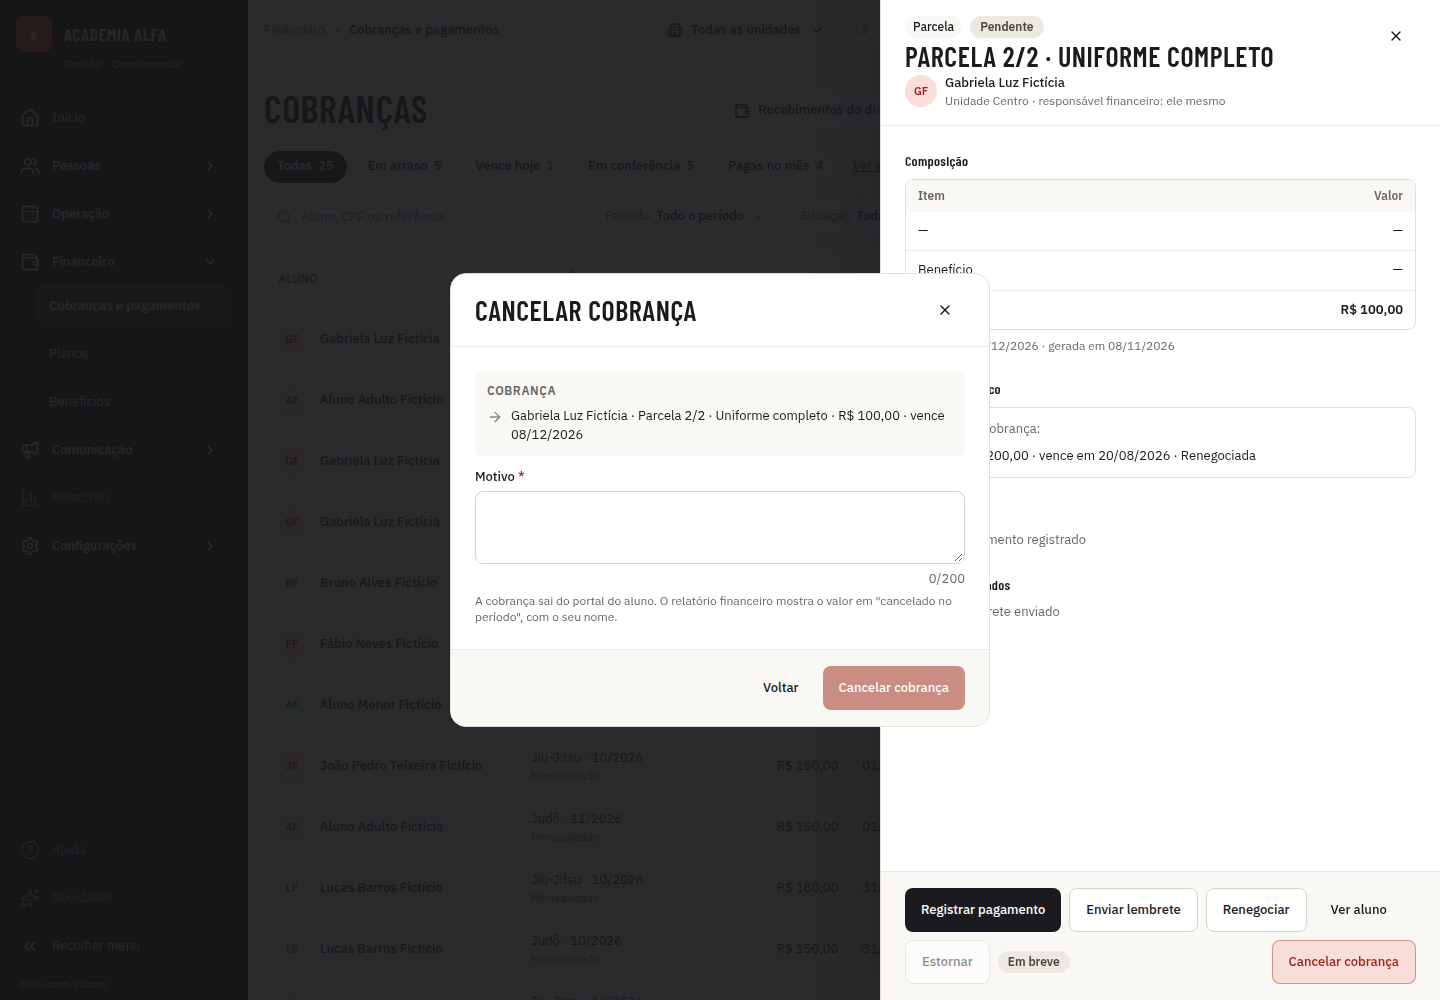 A
ACADEMIA ALFA
Gestão · Coordenador
Início
Pessoas
Operação
Financeiro
Cobranças e pagamentos
Planos
Benefícios
Comunicação
Relatórios
Configurações
Ajuda
Novidades
Recolher menu
feito com cfcore
Financeiro > Cobranças e pagamentos
Todas as unidades
COBRANÇAS
Recebimentos do dia
Todas 25
Em atraso 5
Vence hoje 1
Em conferência 5
Pagas no mês 4
Ver a
Aluno, CPF ou referência
Período Todo o período
Situação Toda
ALUNO
GF Gabriela Luz Fictícia
AF Aluno Adulto Fictício
GF Gabriela Luz Fictícia
GF Gabriela Luz Fictícia
BF Bruno Alves Fictício
FF Fábio Neves Fictício
AF Aluno Menor Fictício
JF João Pedro Teixeira Fictício Jiu-Jitsu · 10/2026 R$ 180,00 01,
Mensalidade
AF Aluno Adulto Fictício Judô · 11/2026 R$ 150,00 01,
Mensalidade
LF Lucas Barros Fictício Jiu-Jitsu · 10/2026 R$ 180,00 31,
Mensalidade
LF Lucas Barros Fictício Judô · 10/2026 R$ 150,00 31,
Mensalidade
Parcela Pendente
PARCELA 2/2 · UNIFORME COMPLETO
GF
Gabriela Luz Fictícia
Unidade Centro · responsável financeiro: ele mesmo
Composição
Item Valor
— —
Benefício —
R$ 100,00
/12/2026 · gerada em 08/11/2026
co
obrança:
200,00 · vence em 20/08/2026 · Renegociada
mento registrado
ados
rete enviado
Registrar pagamento
Enviar lembrete
Renegociar
Ver aluno
Estornar
Em breve
Cancelar cobrança
CANCELAR COBRANÇA
COBRANÇA
Gabriela Luz Fictícia · Parcela 2/2 · Uniforme completo · R$ 100,00 · vence
08/12/2026
Motivo *
0/200
A cobrança sai do portal do aluno. O relatório financeiro mostra o valor em "cancelado no
período", com o seu nome.
Voltar
Cancelar cobrança